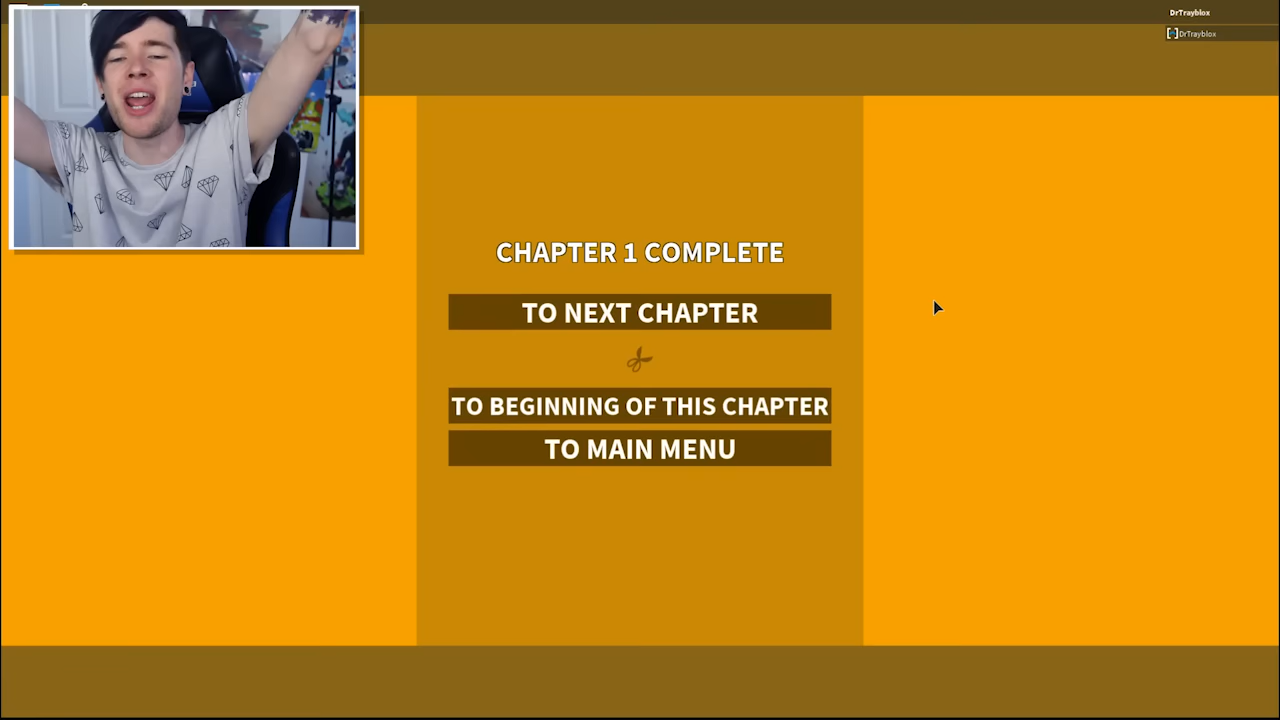 DrTrayblox
DrTrayblox
CHAPTER 1 COMPLETE
TO NEXT CHAPTER
TO BEGINNING OF THIS CHAPTER
TO MAIN MENU